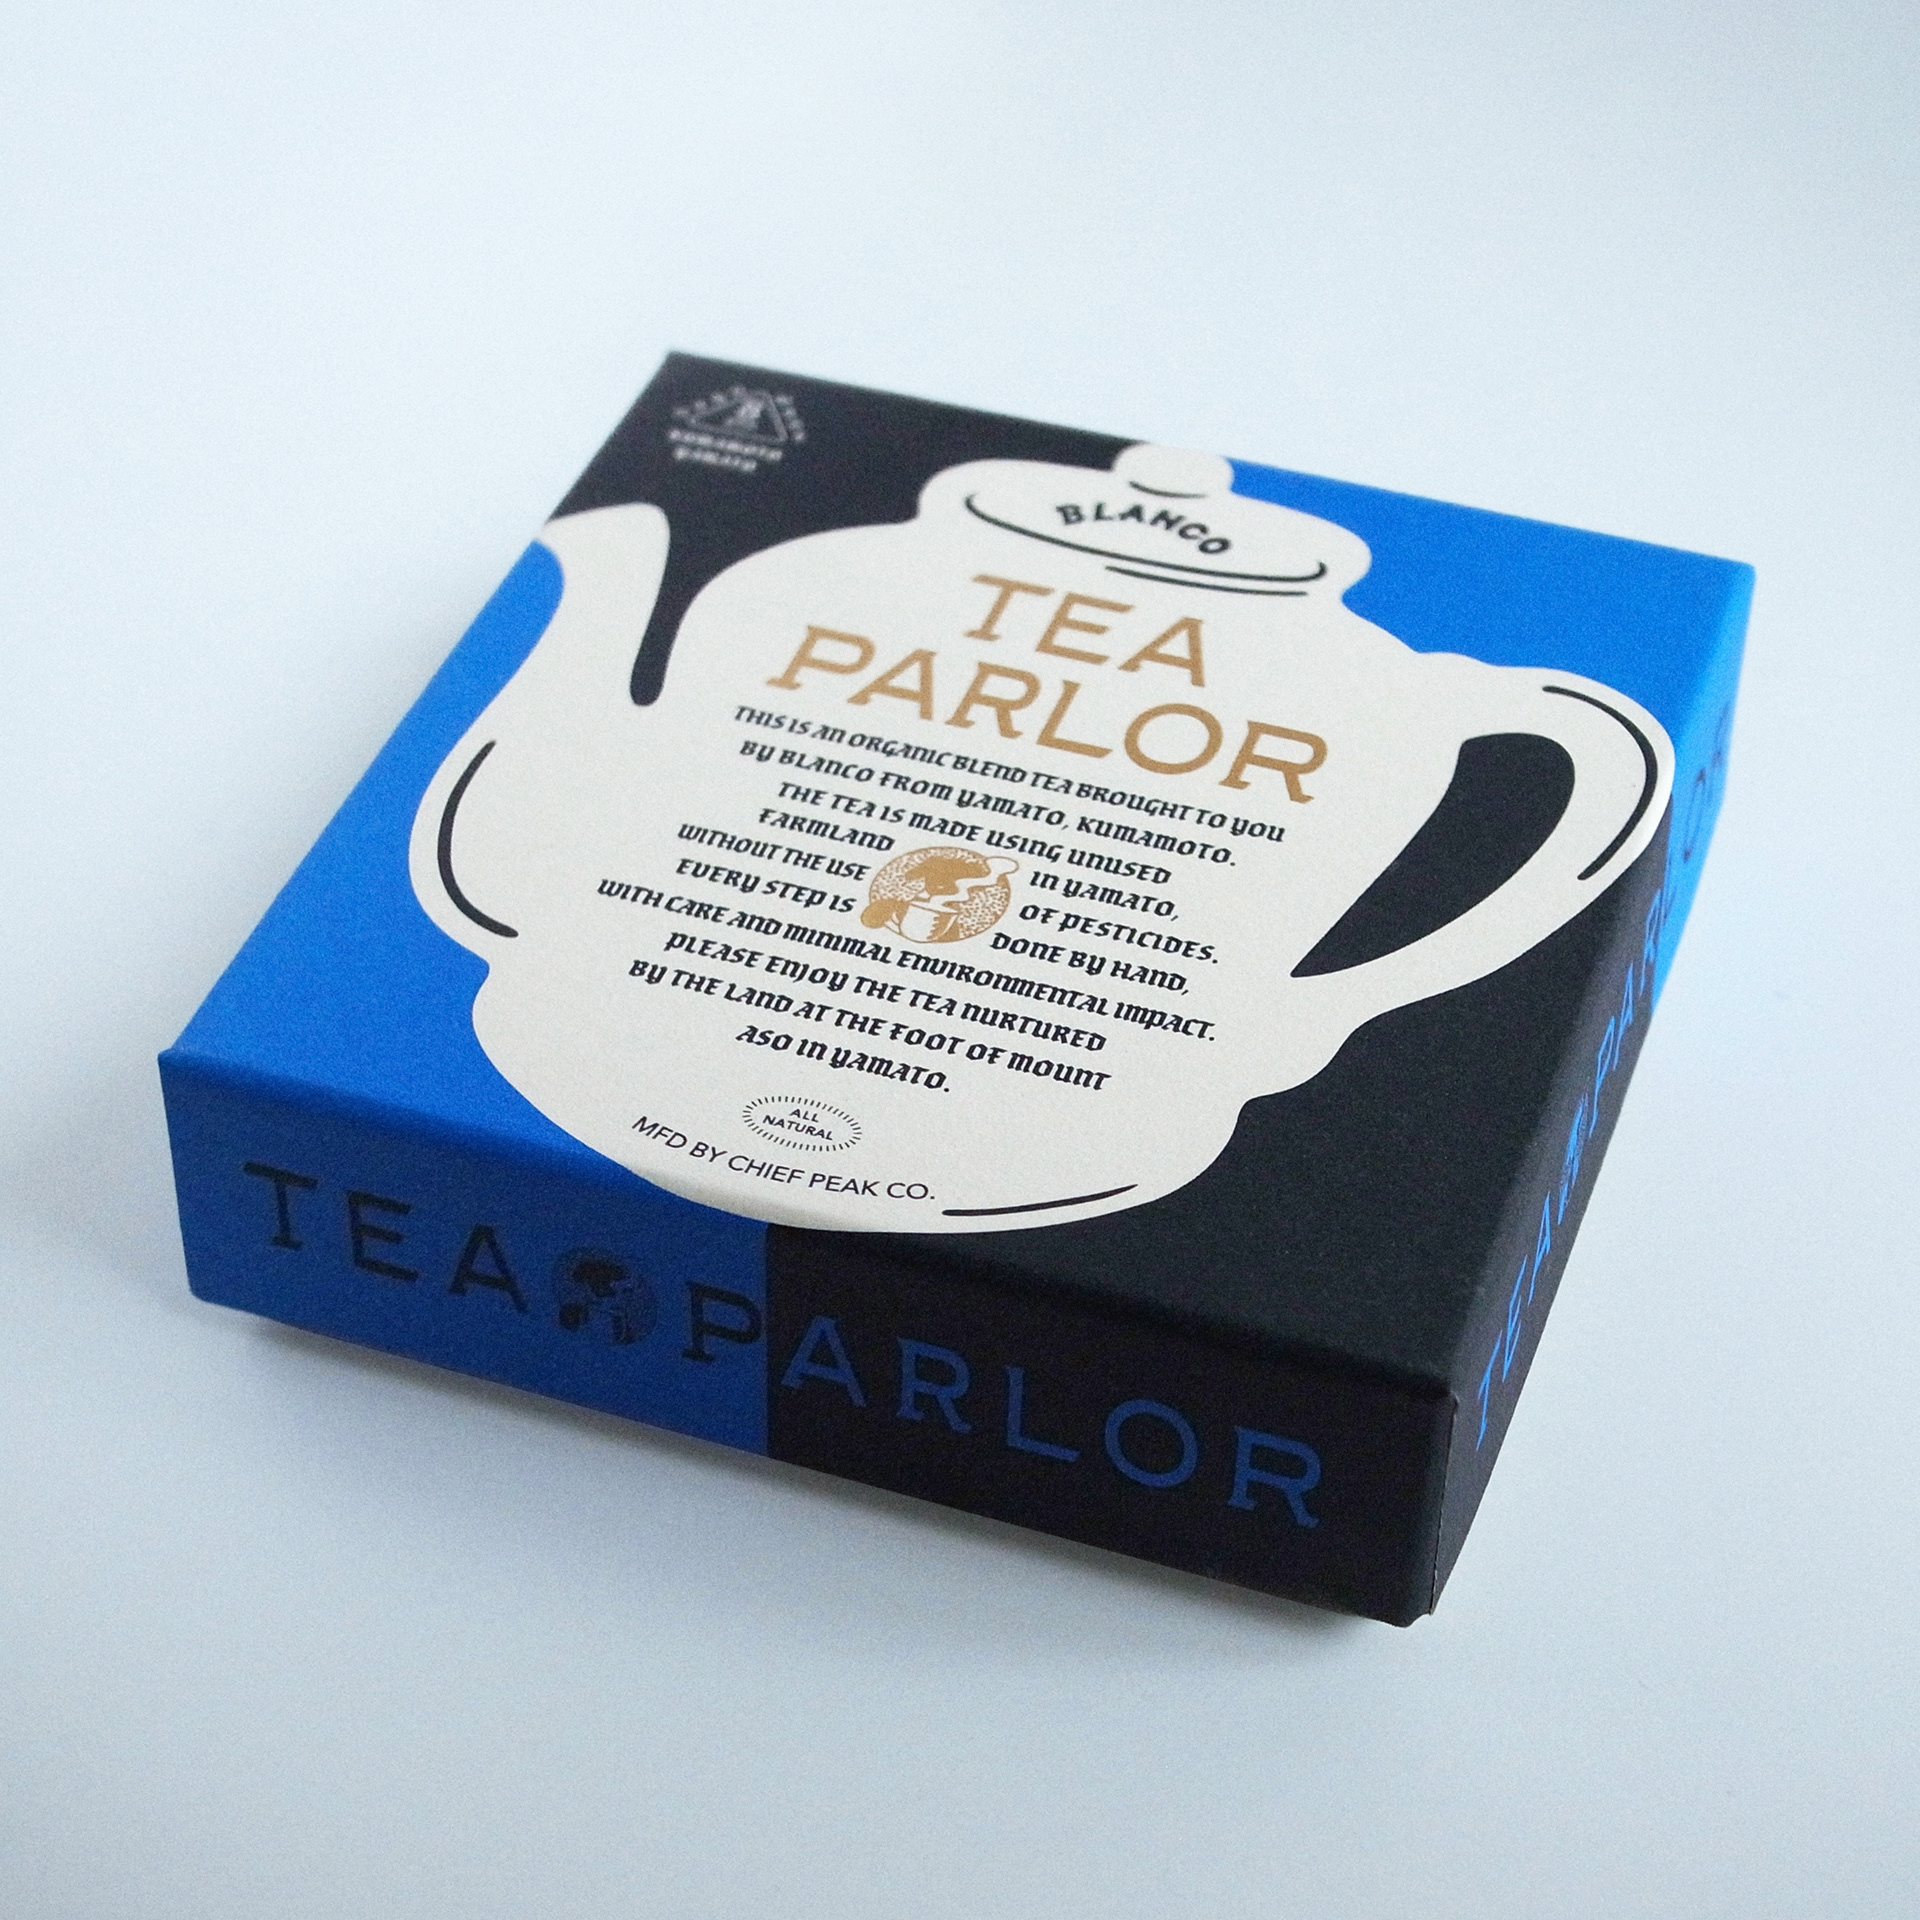 KUMAMOTO
YAMATO
BLANCO
TEA
PARLOR
THIS IS AN ORGANIC BLEND TEA BROUGHT TO YOU
BY BLANCO FROM YAMATO, KUMAMOTO.
THE TEA IS MADE USING UNUSED
FARMLAND IN YAMATO,
WITHOUT THE USE OF PESTICIDES.
EVERY STEP IS DONE BY HAND,
WITH CARE AND MINIMAL ENVIRONMENTAL IMPACT.
PLEASE ENJOY THE TEA NURTURED
BY THE LAND AT THE FOOT OF MOUNT
ASO IN YAMATO.
ALL
NATURAL
MFD BY CHIEF PEAK CO.
TEA PARLOR
TEA PARLOR